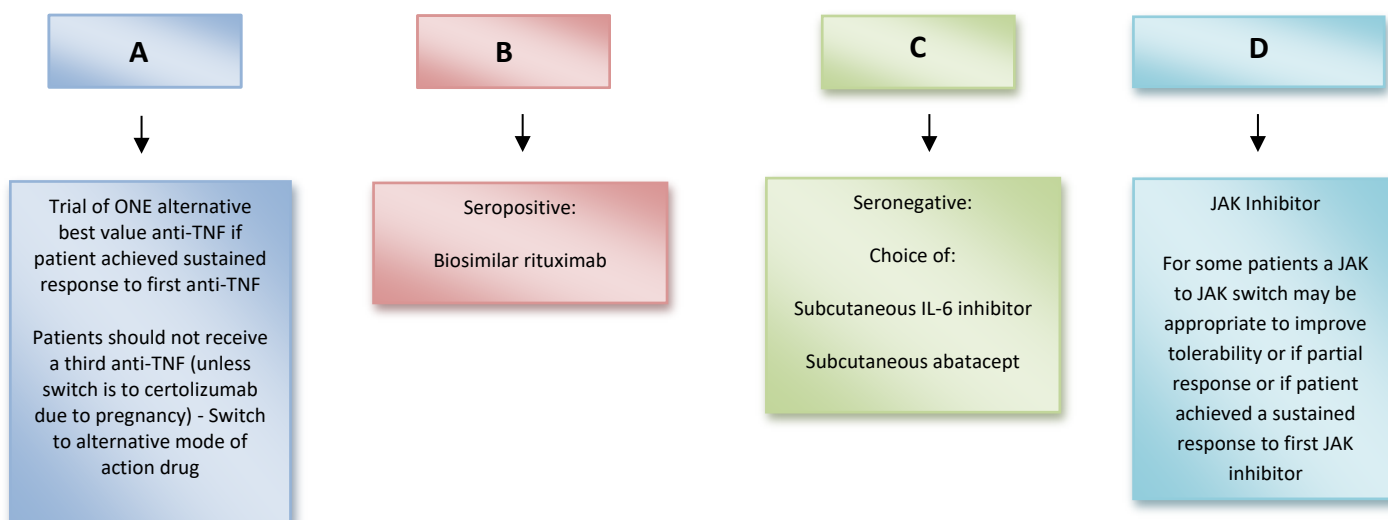 A
B
C
D
Trial of ONE alternative
best value anti-TNF if
patient achieved sustained
response to first anti-TNF
Patients should not receive
a third anti-TNF (unless
switch is to certolizumab
due to pregnancy) - Switch
to alternative mode of
action drug
Seropositive:
Biosimilar rituximab
Seronegative:
Choice of:
Subcutaneous IL-6 inhibitor
Subcutaneous abatacept
JAK Inhibitor
For some patients a JAK
to JAK switch may be
appropriate to improve
tolerability or if partial
response or if patient
achieved a sustained
response to first JAK
inhibitor